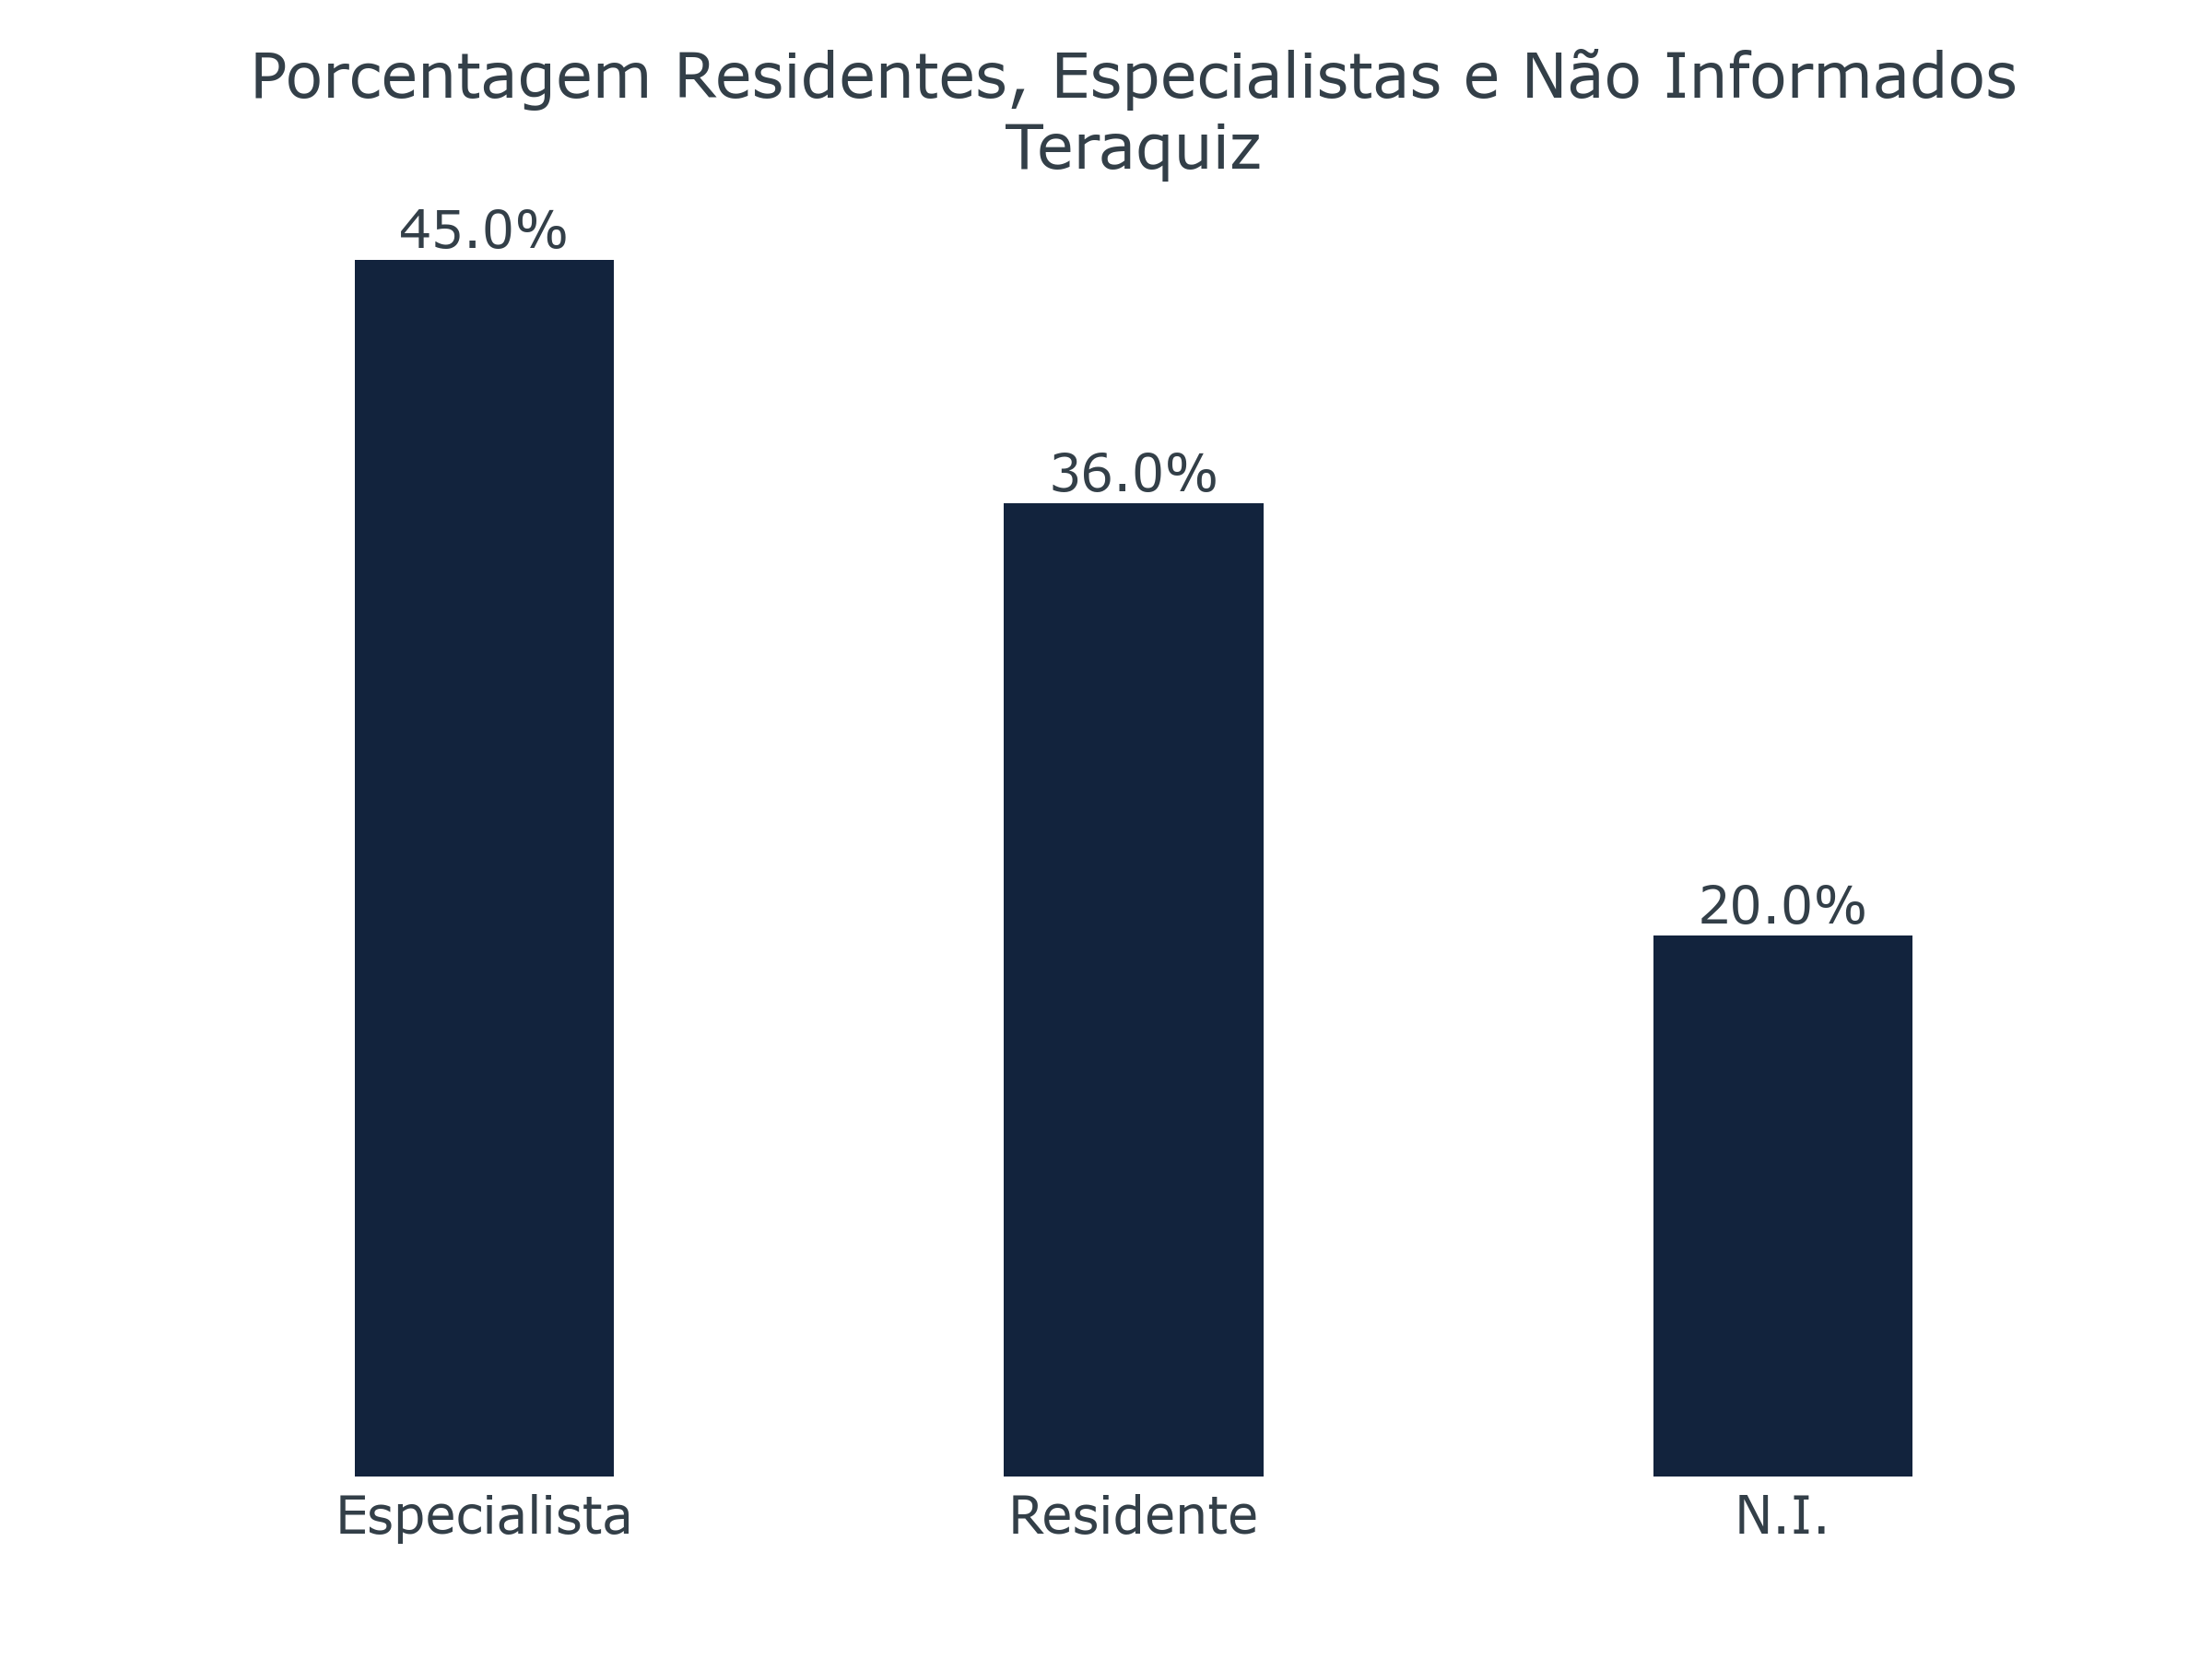 Porcentagem Residentes, Especialistas e Não Informados
Teraquiz
45.0%
36.0%
20.0%
Especialista
Residente
N.I.